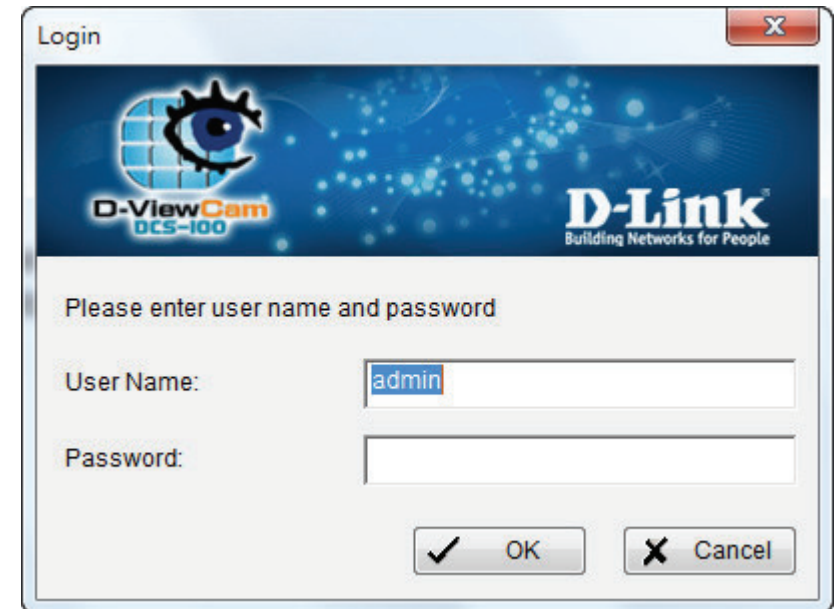 Login
D-ViewCam
DCS-100
D-Link
Building Networks for People
Please enter user name and password
User Name:
admin
Password:
OK
Cancel